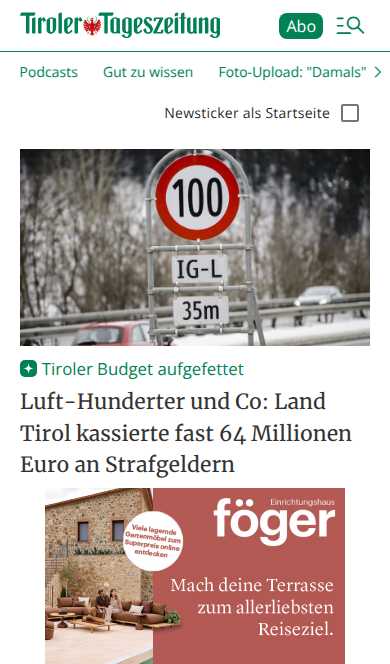 Tiroler Tageszeitung
Abo
Podcasts Gut zu wissen Foto-Upload: "Damals"
Newsticker als Startseite
100
IG-L
35m
Tiroler Budget aufgefettet
Luft-Hunderter und Co: Land
Tirol kassierte fast 64 Millionen
Euro an Strafgeldern
Viele lagernde
Gartenmöbel zum
Superpreis online
entdecken
Einrichtungshaus
föger
Mach deine Terrasse
zum allerliebsten
Reiseziel.